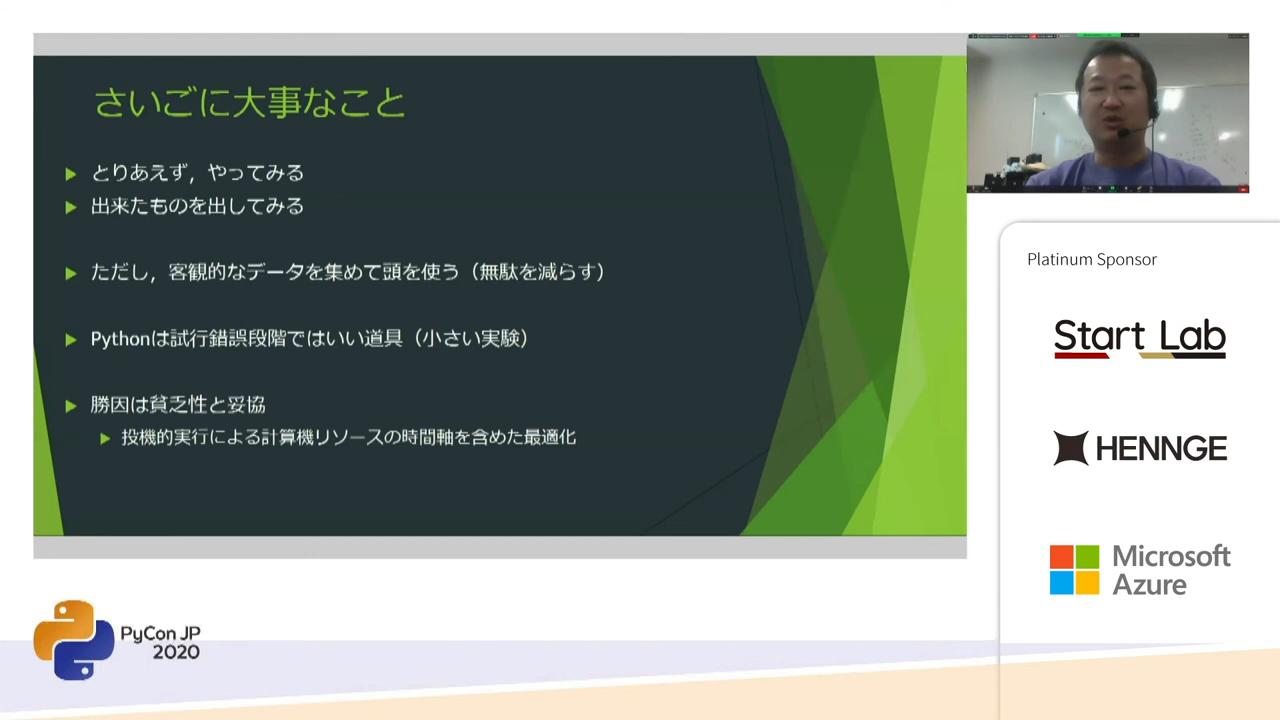 さいごに大事なこと
とりあえず，やってみる
出来たものを出してみる
ただし，客観的なデータを集めて頭を使う（無駄を減らす）
Pythonは試行錯誤段階ではいい道具（小さい実験）
勝因は貧乏性と妥協
投機的実行による計算機リソースの時間軸を含めた最適化
Platinum Sponsor
Start Lab
HENNGE
Microsoft
Azure
PyCon JP
2020